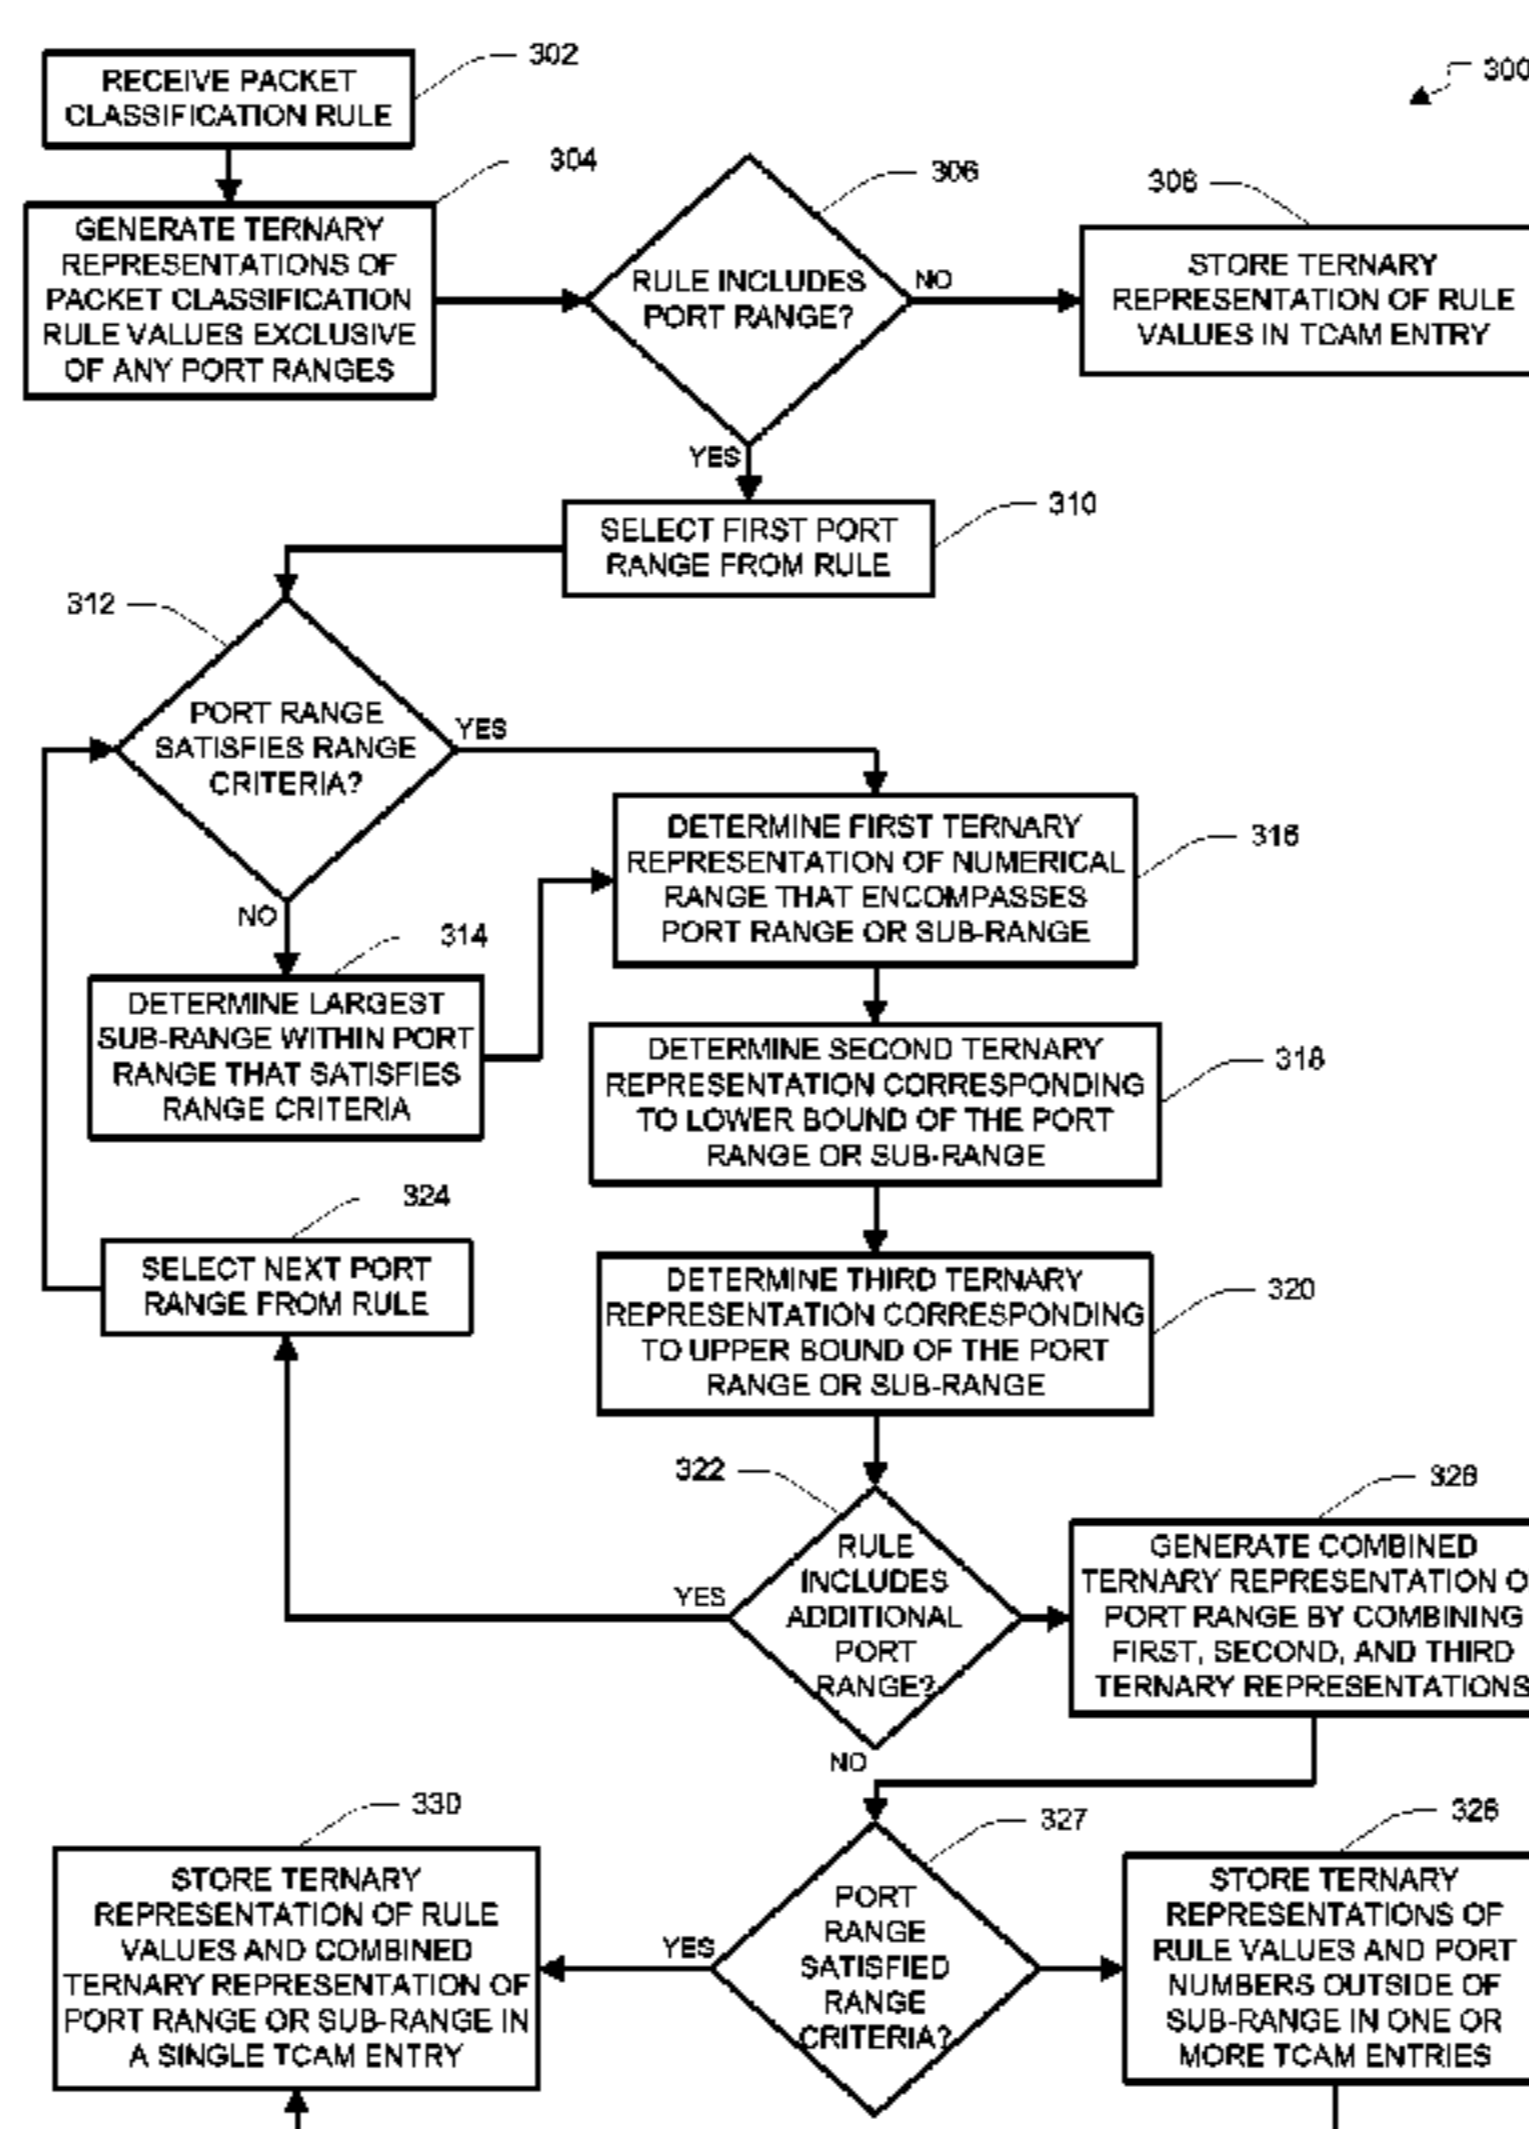 302
RECEIVE PACKET
CLASSIFICATION RULE
300
304
GENERATE TERNARY
REPRESENTATIONS OF
PACKET CLASSIFICATION
RULE VALUES EXCLUSIVE
OF ANY PORT RANGES
306
RULE INCLUDES
PORT RANGE?
NO
YES
308
STORE TERNARY
REPRESENTATION OF RULE
VALUES IN TCAM ENTRY
310
SELECT FIRST PORT
RANGE FROM RULE
312
PORT RANGE
SATISFIES RANGE
CRITERIA?
YES
NO
314
DETERMINE LARGEST
SUB-RANGE WITHIN PORT
RANGE THAT SATISFIES
RANGE CRITERIA
316
DETERMINE FIRST TERNARY
REPRESENTATION OF NUMERICAL
RANGE THAT ENCOMPASSES
PORT RANGE OR SUB-RANGE
318
DETERMINE SECOND TERNARY
REPRESENTATION CORRESPONDING
TO LOWER BOUND OF THE PORT
RANGE OR SUB-RANGE
324
SELECT NEXT PORT
RANGE FROM RULE
320
DETERMINE THIRD TERNARY
REPRESENTATION CORRESPONDING
TO UPPER BOUND OF THE PORT
RANGE OR SUB-RANGE
322
RULE
INCLUDES
ADDITIONAL
PORT
RANGE?
YES
NO
GENERATE COMBINED
TERNARY REPRESENTATION
PORT RANGE BY COMBINING
FIRST, SECOND, AND THIRD
TERNARY REPRESENTATIONS
327
PORT
RANGE
SATISFIED
RANGE
CRITERIA?
YES
330
STORE TERNARY
REPRESENTATION OF RULE
VALUES AND COMBINED
TERNARY REPRESENTATION OF
PORT RANGE OR SUB-RANGE IN
A SINGLE TCAM ENTRY
STORE TERNARY
REPRESENTATIONS OF
RULE VALUES AND PORT
NUMBERS OUTSIDE OF
SUB-RANGE IN ONE OR
MORE TCAM ENTRIES